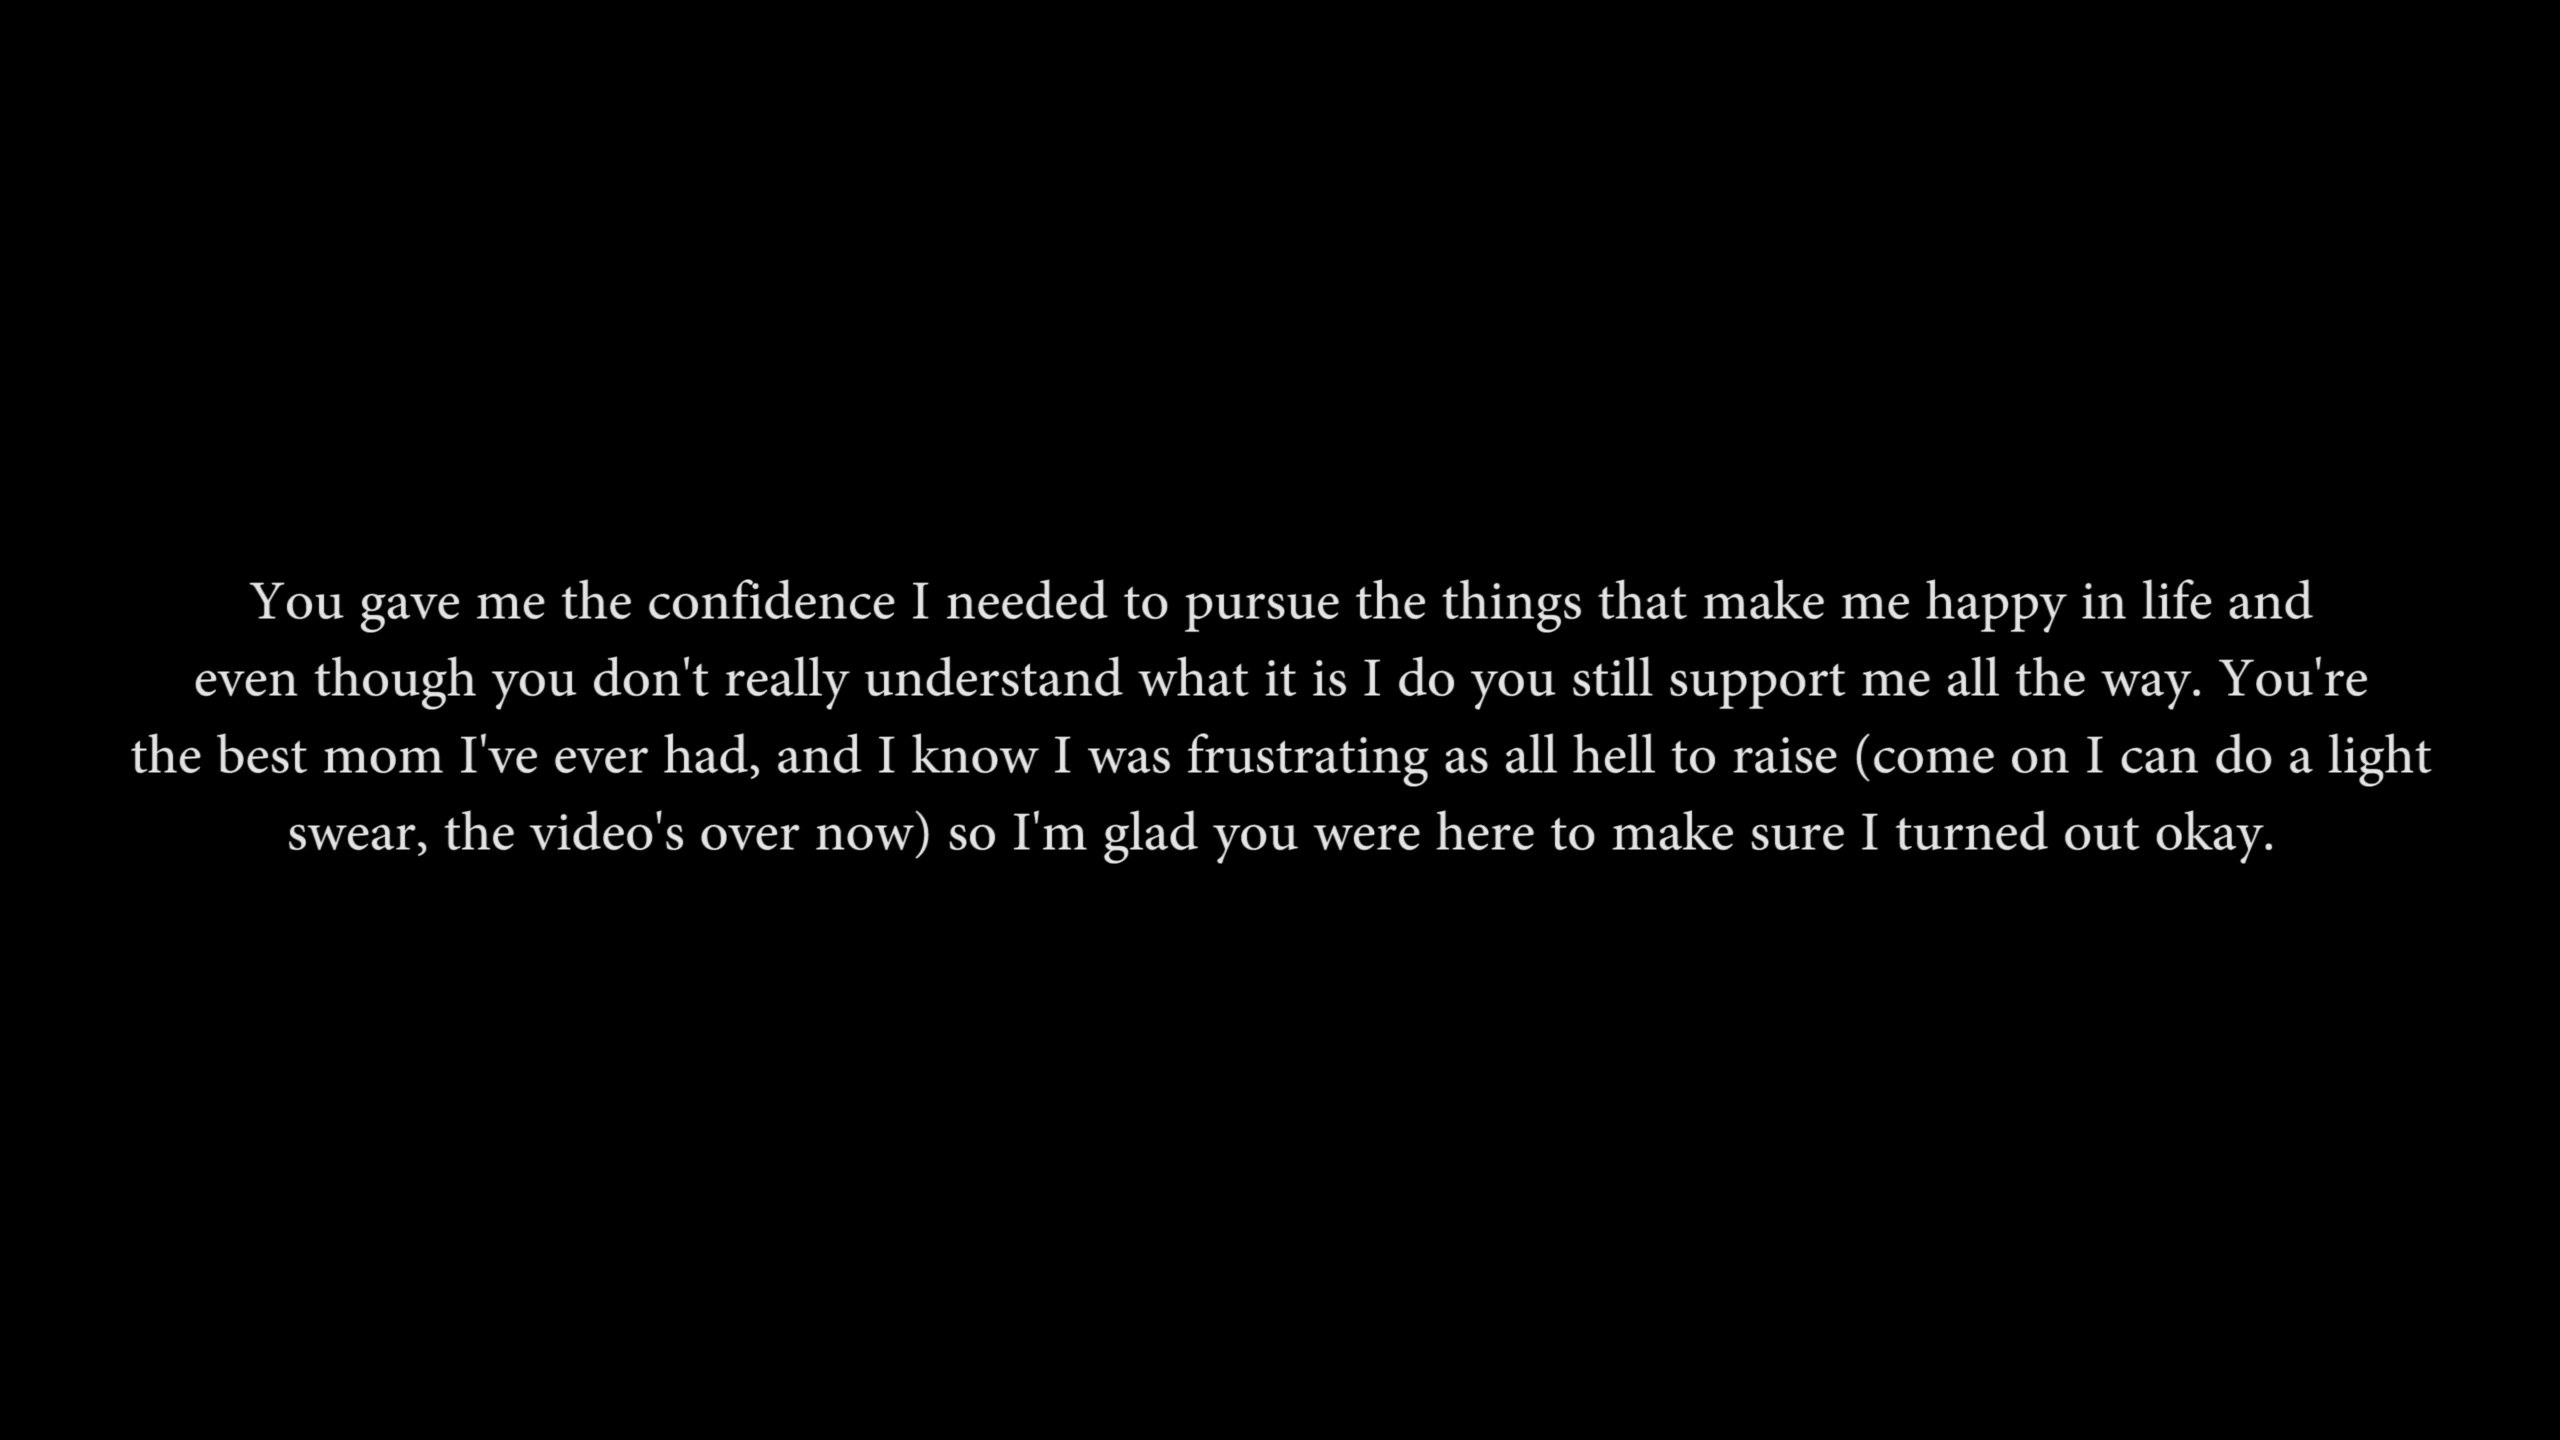 You gave me the confidence I needed to pursue the things that make me happy in life and
even though you don't really understand what it is I do you still support me all the way. You're
the best mom I've ever had, and I know I was frustrating as all hell to raise (come on I can do a light
swear, the video's over now) so I'm glad you were here to make sure I turned out okay.